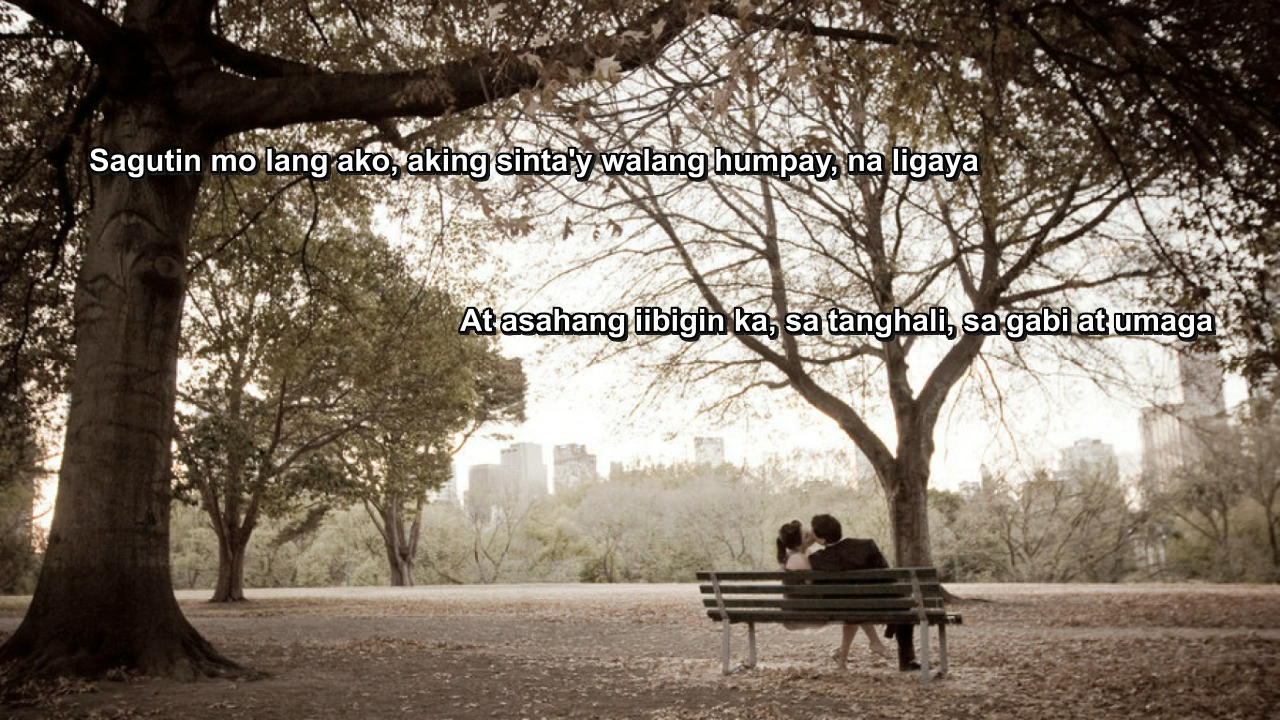 Sagutin mo lang ako, aking sinta'y walang humpay, na ligaya
At asahang iibigin ka, sa tanghali, sa gabi at umaga